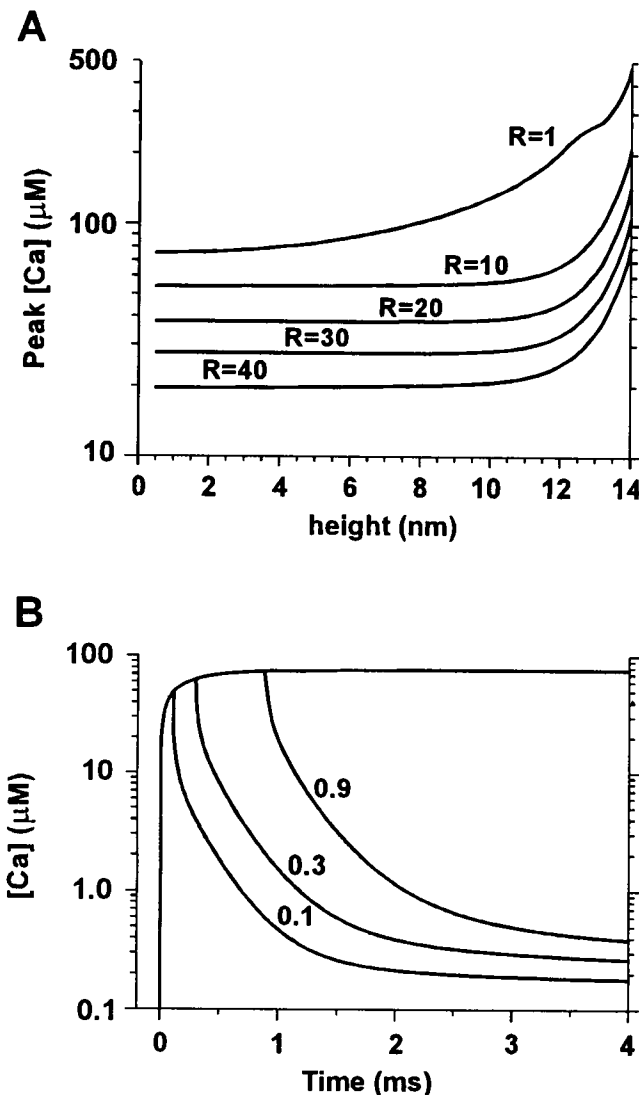 A
500
100
10
Peak [Ca] (μM)
R=1
R=10
R=20
R=30
R=40
0 2 4 6 8 10 12 14
height (nm)
B
100
10
1.0
0.1
[Ca] (μM)
0.9
0.3
0.1
0 1 2 3 4
Time (ms)